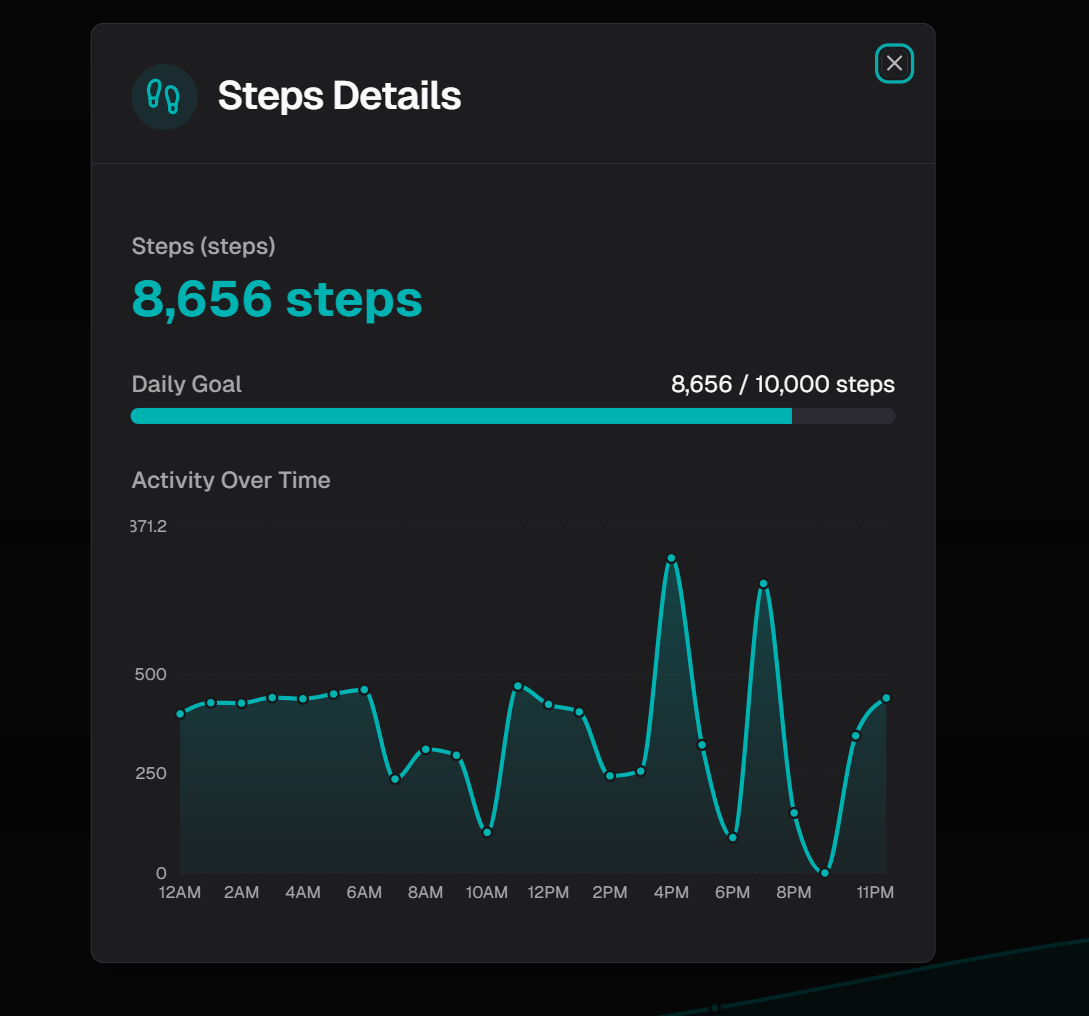 Steps Details
Steps (steps)
8,656 steps
Daily Goal
8,656 / 10,000 steps
Activity Over Time
371.2
500
250
0
12AM 2AM 4AM 6AM 8AM 10AM 12PM 2PM 4PM 6PM 8PM 11PM